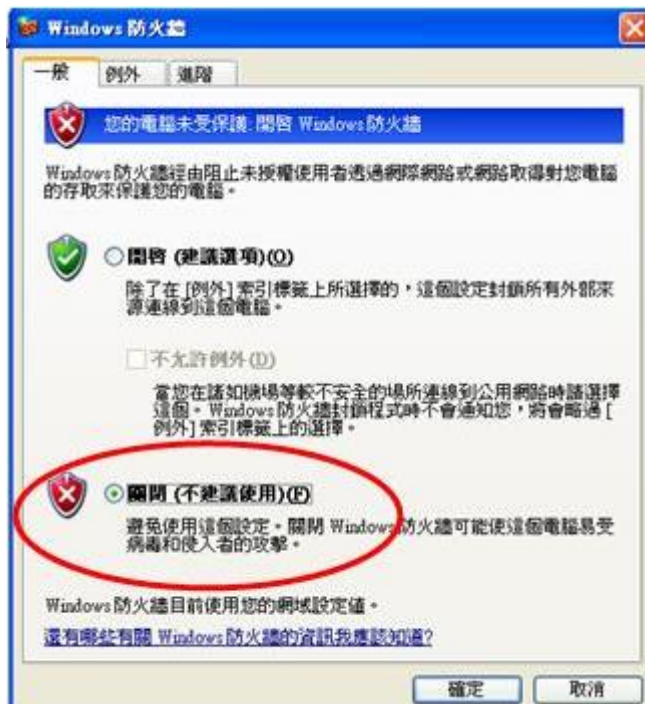 Windows 防火牆
一般 例外 進階
您的電腦未受保護: 開啓 Windows 防火牆
Windows 防火牆經由阻止未授權使用者透過網際網路或網路取得對您電腦
的存取來保護您的電腦。
開啓 (建議選項)(O)
除了在 [例外] 索引標籤上所選擇的，這個設定封鎖所有外部來
源連線到這個電腦。
不允許例外(D)
當您在諸如機場等較不安全的場所連線到公用網路時請選擇
這個。Windows 防火牆封鎖程式時不會通知您，將會略過 [
例外] 索引標籤上的選擇。
關閉 (不建議使用)(F)
避免使用這個設定。關閉 Windows 防火牆可能使這個電腦易受
病毒和侵入者的攻擊。
Windows 防火牆目前使用您的網域設定值。
還有哪些有關 Windows 防火牆的資訊我應該知道?
確定 取消